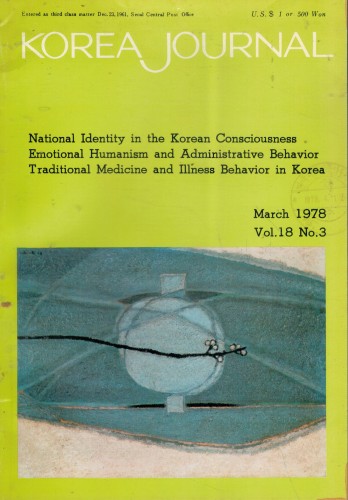 Entered as third class matter Dec.23,1961, Seoul Central Post Office
U.S.$ 1 or 500 Won
KOREA JOURNAL
National Identity in the Korean Consciousness
Emotional Humanism and Administrative Behavior
Traditional Medicine and Illness Behavior in Korea
March 1978
Vol.18 No.3